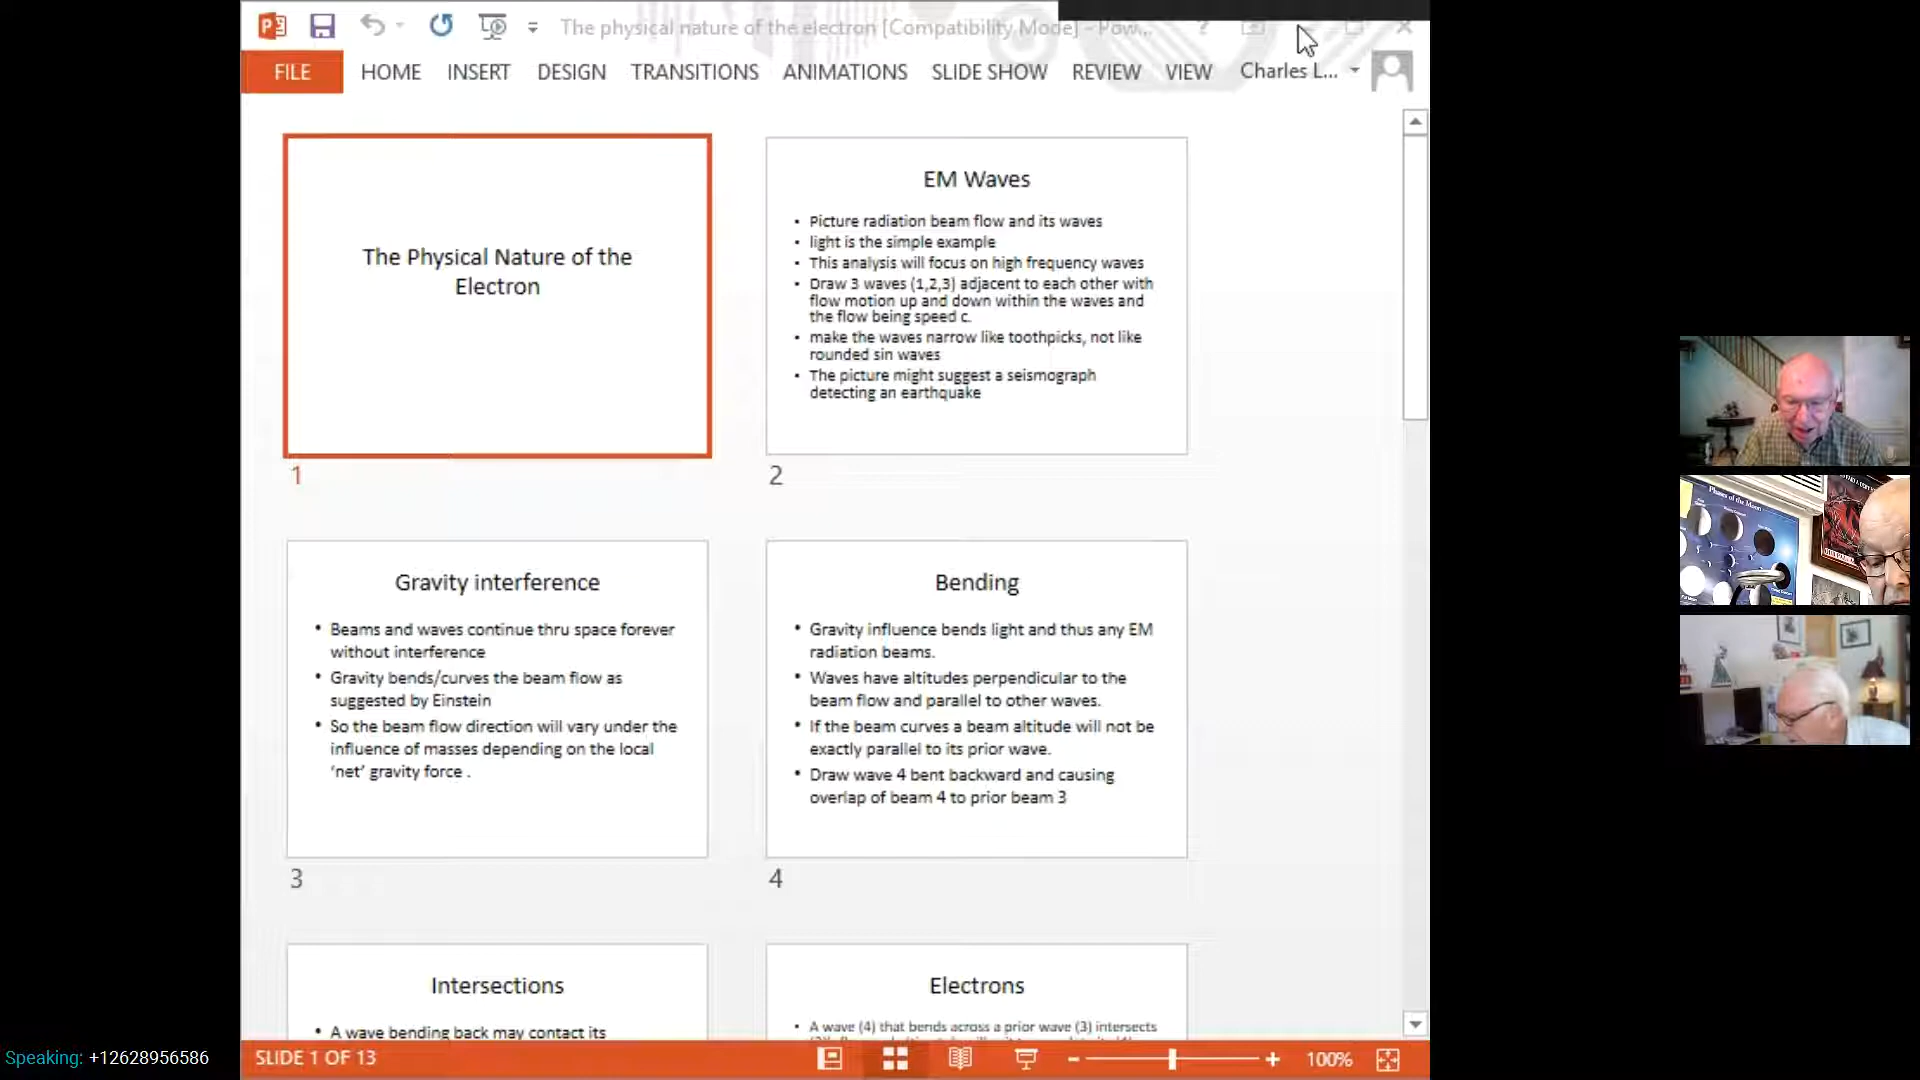 The physical nature of the electron [Compatibility Mode] - Pow...
FILE HOME INSERT DESIGN TRANSITIONS ANIMATIONS SLIDE SHOW REVIEW VIEW Charles L...
The Physical Nature of the
Electron
1
EM Waves
• Picture radiation beam flow and its waves
• light is the simple example
• This analysis will focus on high frequency waves
• Draw 3 waves (1,2,3) adjacent to each other with
flow motion up and down within the waves and
the flow being speed c.
• make the waves narrow like toothpicks, not like
rounded sin waves
• The picture might suggest a seismograph
detecting an earthquake
2
Gravity interference
• Beams and waves continue thru space forever
without interference
• Gravity bends/curves the beam flow as
suggested by Einstein
• So the beam flow direction will vary under the
influence of masses depending on the local
‘net’ gravity force .
3
Bending
• Gravity influence bends light and thus any EM
radiation beams.
• Waves have altitudes perpendicular to the
beam flow and parallel to other waves.
• If the beam curves a beam altitude will not be
exactly parallel to its prior wave.
• Draw wave 4 bent backward and causing
overlap of beam 4 to prior beam 3
4
Intersections
• A wave bending back may contact its
Electrons
• A wave (4) that bends across a prior wave (3) intersects
Phases of the Moon
SLIDE 1 OF 13
100%
Speaking: +12628956586